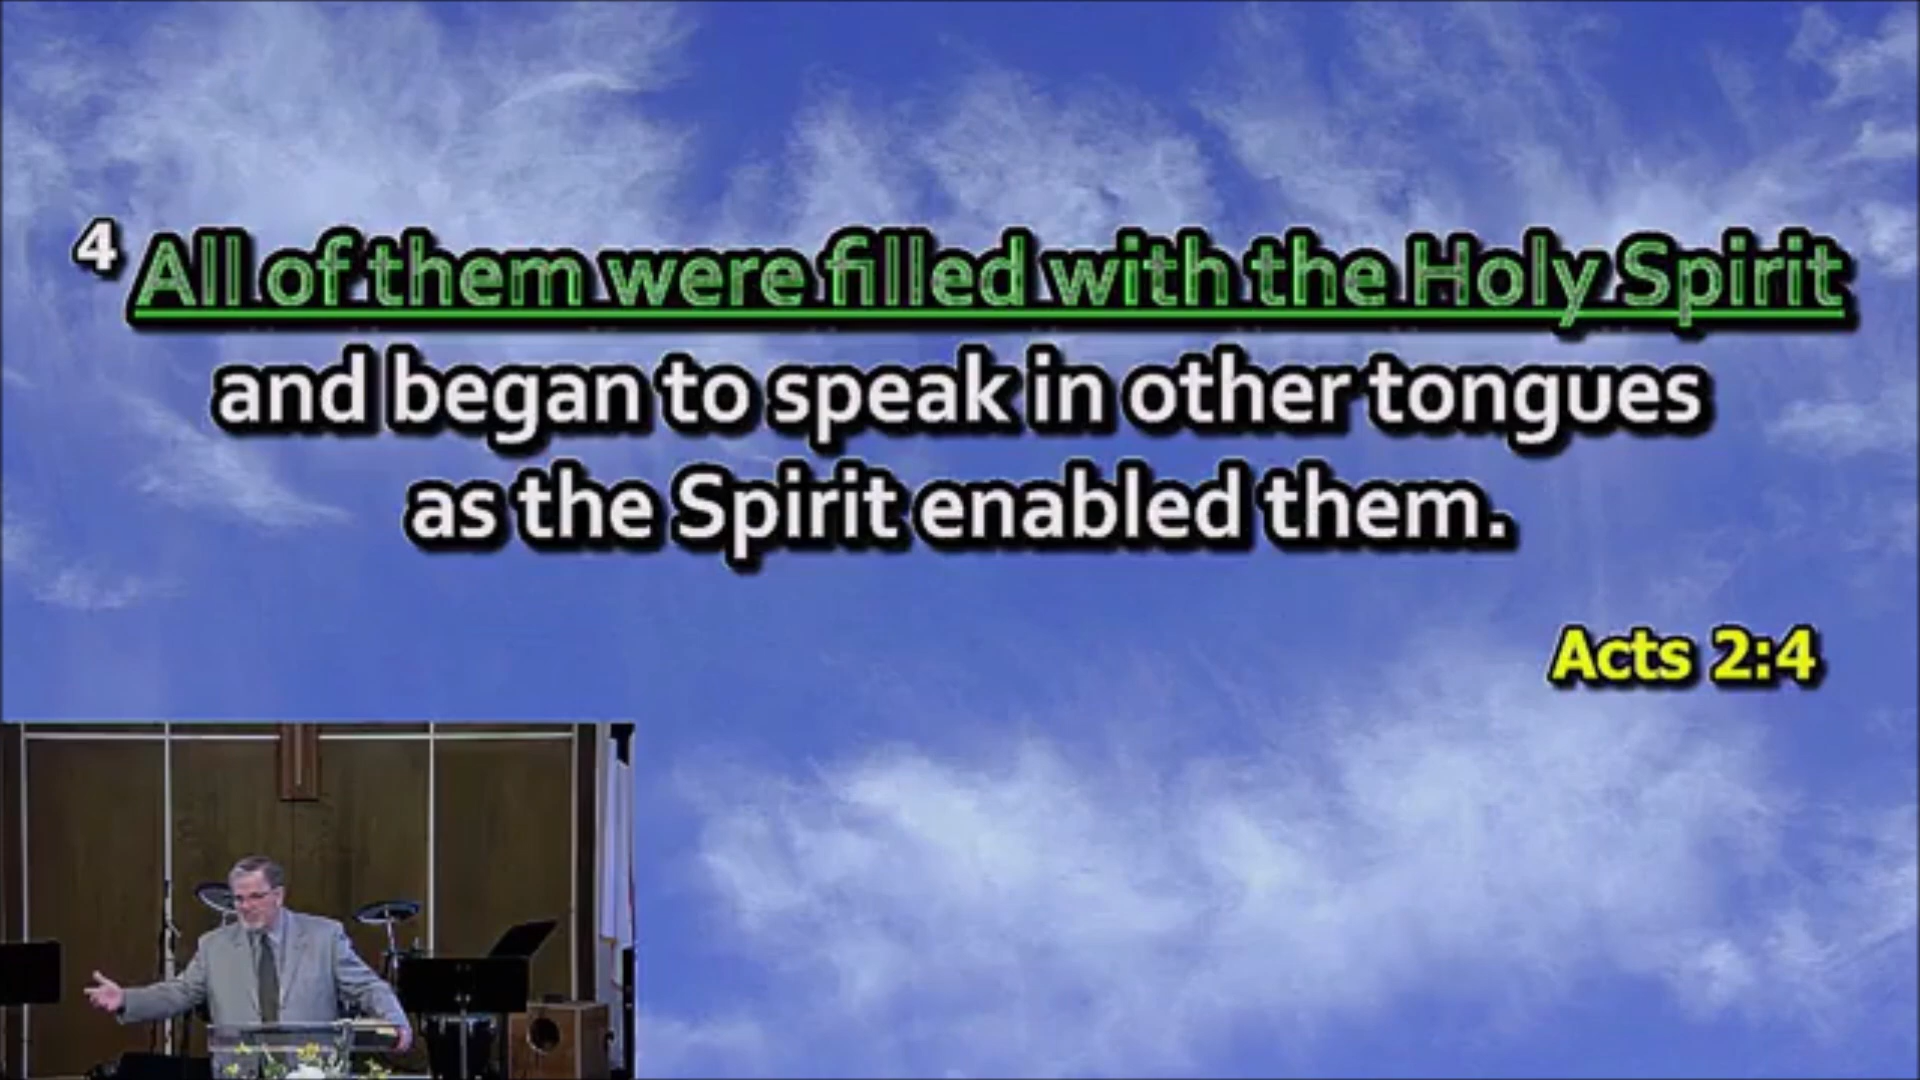 4 All of them were filled with the Holy Spirit
and began to speak in other tongues
as the Spirit enabled them.
Acts 2:4